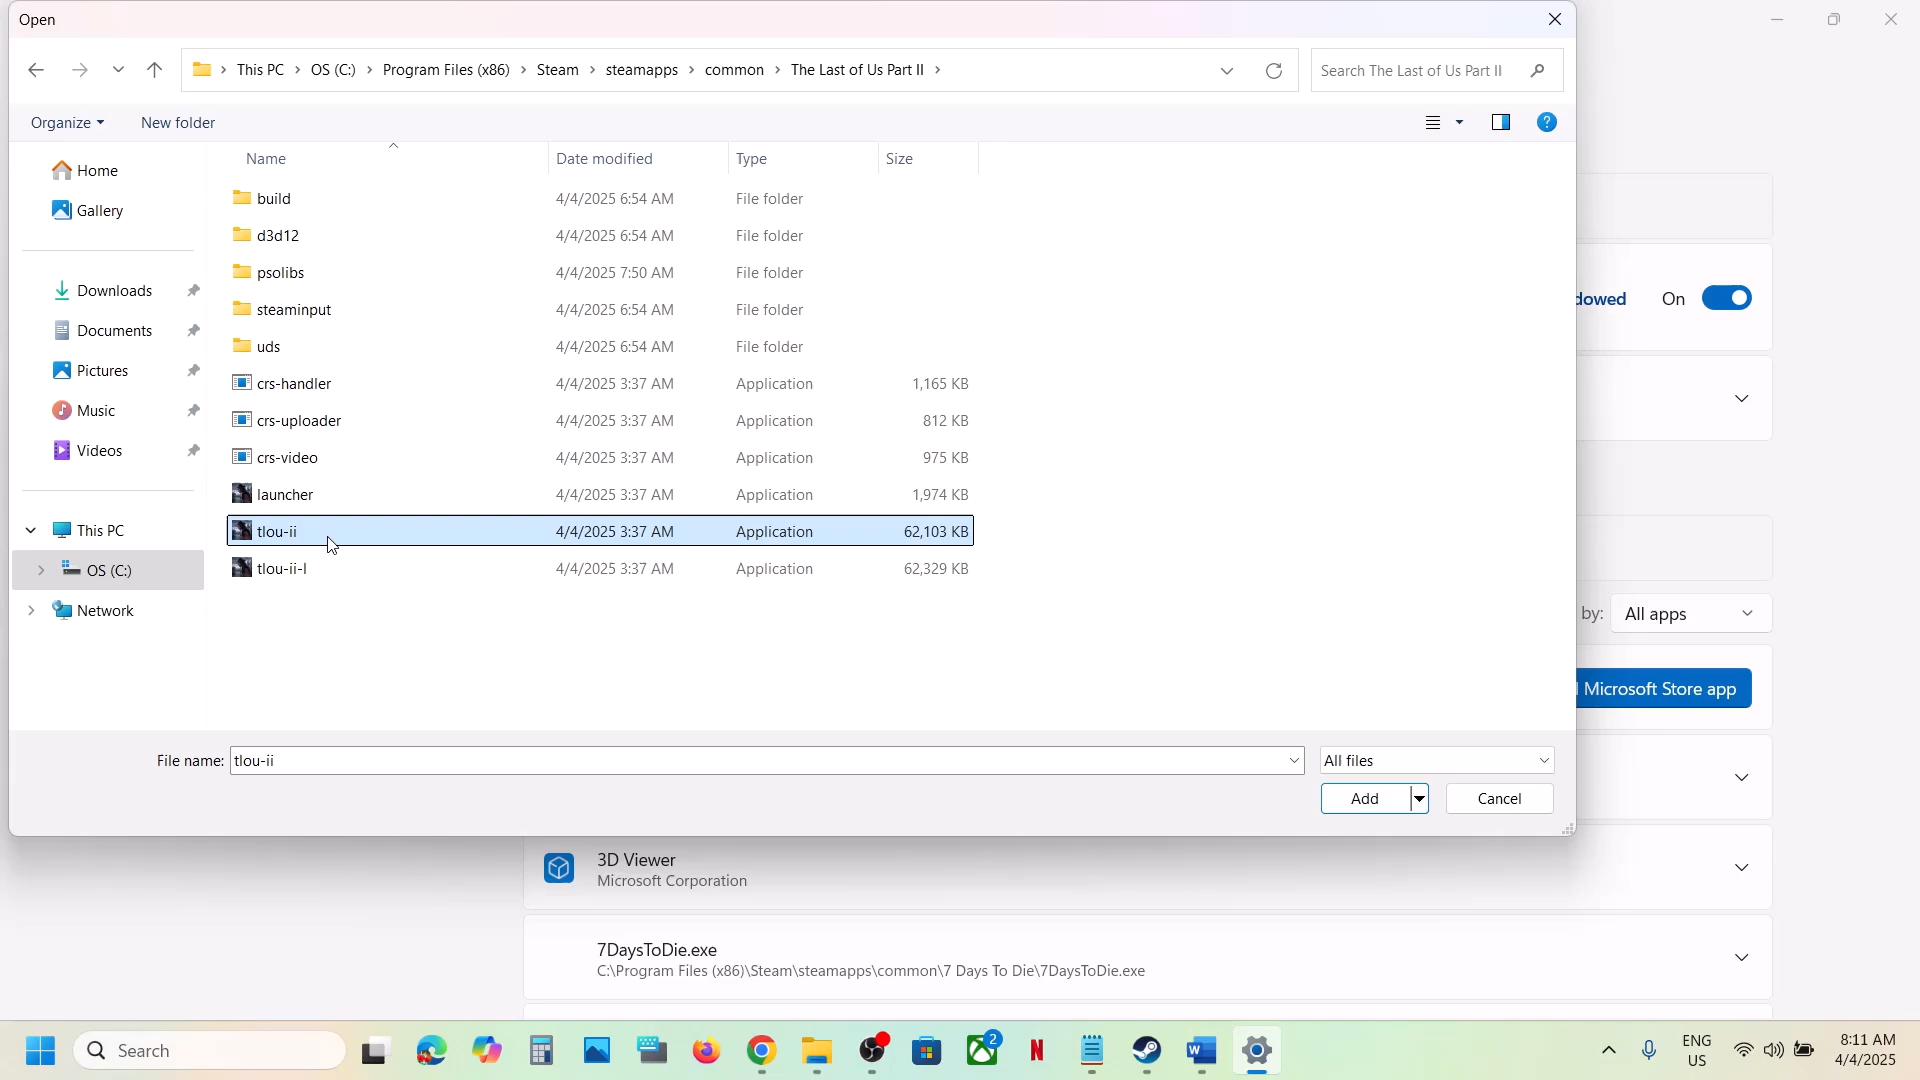 Open
This PC > OS (C:) > Program Files (x86) > Steam > steamapps > common > The Last of Us Part II >
Search The Last of Us Part II
Organize
New folder
Name
Date modified
Type
Size
Home
Gallery
Downloads
Documents
Pictures
Music
Videos
This PC
OS (C:)
Network
build 4/4/2025 6:54 AM File folder
d3d12 4/4/2025 6:54 AM File folder
psolibs 4/4/2025 7:50 AM File folder
steaminput 4/4/2025 6:54 AM File folder
uds 4/4/2025 6:54 AM File folder
crs-handler 4/4/2025 3:37 AM Application 1,165 KB
crs-uploader 4/4/2025 3:37 AM Application 812 KB
crs-video 4/4/2025 3:37 AM Application 975 KB
launcher 4/4/2025 3:37 AM Application 1,974 KB
tlou-ii 4/4/2025 3:37 AM Application 62,103 KB
tlou-ii-l 4/4/2025 3:37 AM Application 62,329 KB
File name: tlou-ii
All files
Add
Cancel
dowed On
by: All apps
Microsoft Store app
3D Viewer
Microsoft Corporation
7DaysToDie.exe
C:\Program Files (x86)\Steam\steamapps\common\7 Days To Die\7DaysToDie.exe
Search
2
ENG
US
8:11 AM
4/4/2025